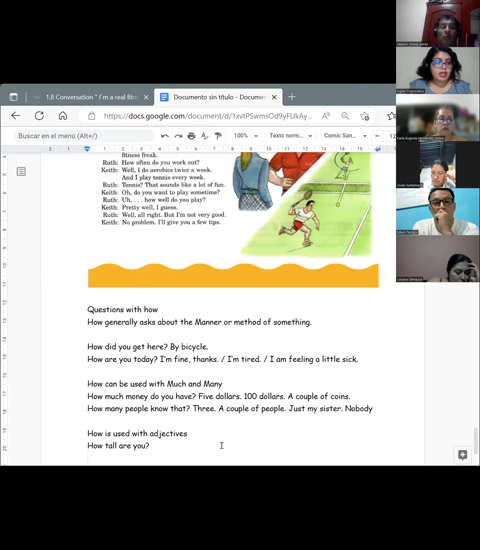 1.8 Conversation " I'm a real fitn
Documento sin título - Documen
https://docs.google.com/document/d/1xvtPSwmsOd9yFUkAy...
Buscar en el menú (Alt+/)
100%
Texto norm...
Comic San...
fitness freak.
Ruth: How often do you work out?
Keith: Well, I do aerobics twice a week.
And I play tennis every week.
Ruth: Tennis? That sounds like a lot of fun.
Keith: Oh, do you want to play sometime?
Ruth: Uh, . . . how well do you play?
Keith: Pretty well, I guess.
Ruth: Well, all right. But I'm not very good.
Keith: No problem. I'll give you a few tips.
Questions with how
How generally asks about the Manner or method of something.
How did you get here? By bicycle.
How are you today? I'm fine, thanks. / I'm tired. / I am feeling a little sick.
How can be used with Much and Many
How much money do you have? Five dollars. 100 dollars. A couple of coins.
How many people know that? Three. A couple of people. Just my sister. Nobody
How is used with adjectives
How tall are you?